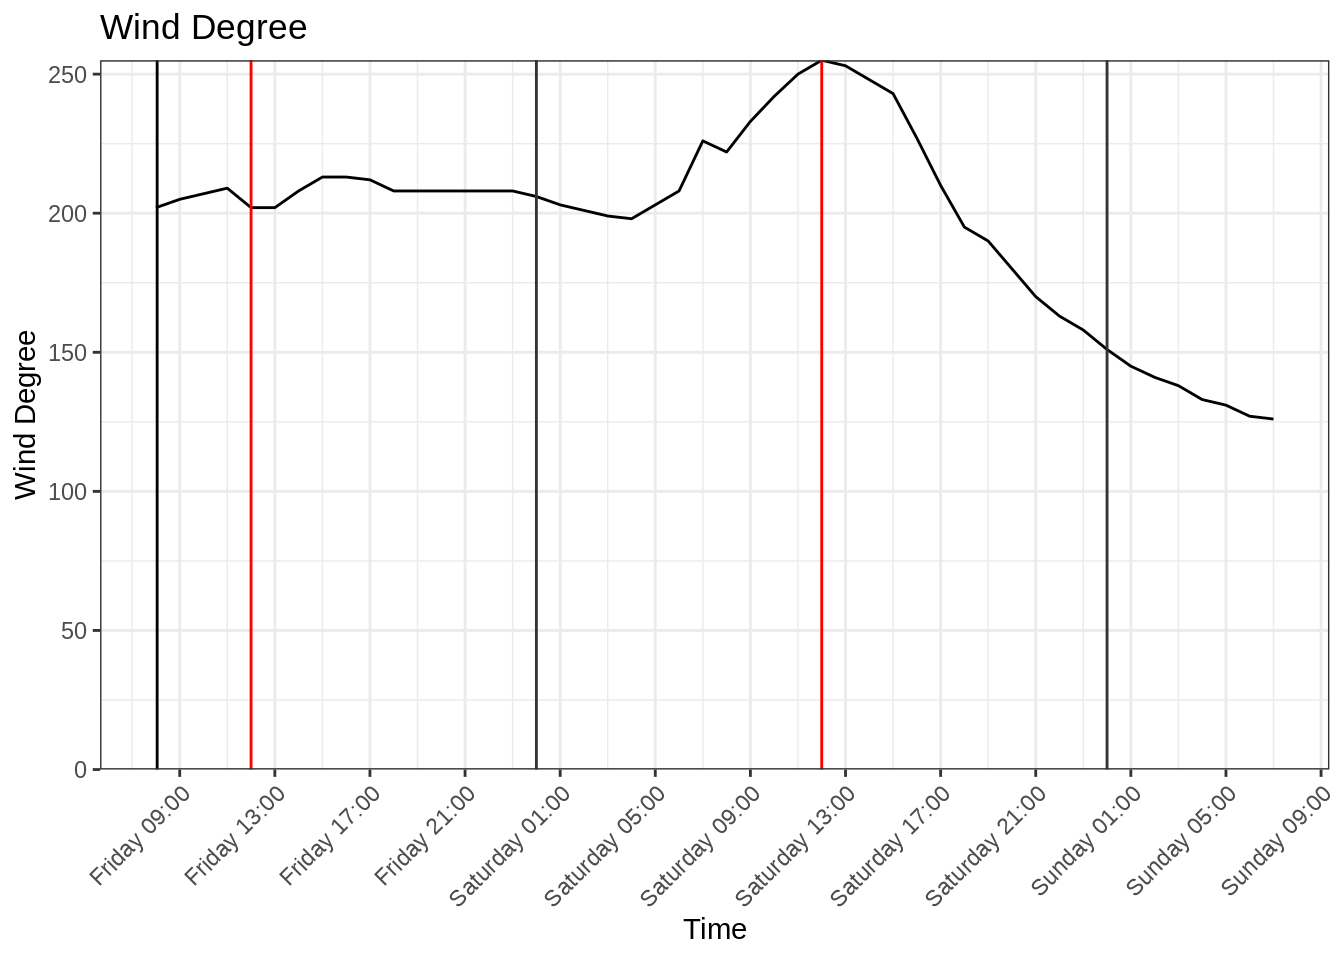 Wind Degree
Wind Degree
250
200
150
100
50
0
Friday 09:00
Friday 13:00
Friday 17:00
Friday 21:00
Saturday 01:00
Saturday 05:00
Saturday 09:00
Saturday 13:00
Saturday 17:00
Saturday 21:00
Sunday 01:00
Sunday 05:00
Sunday 09:00
Time